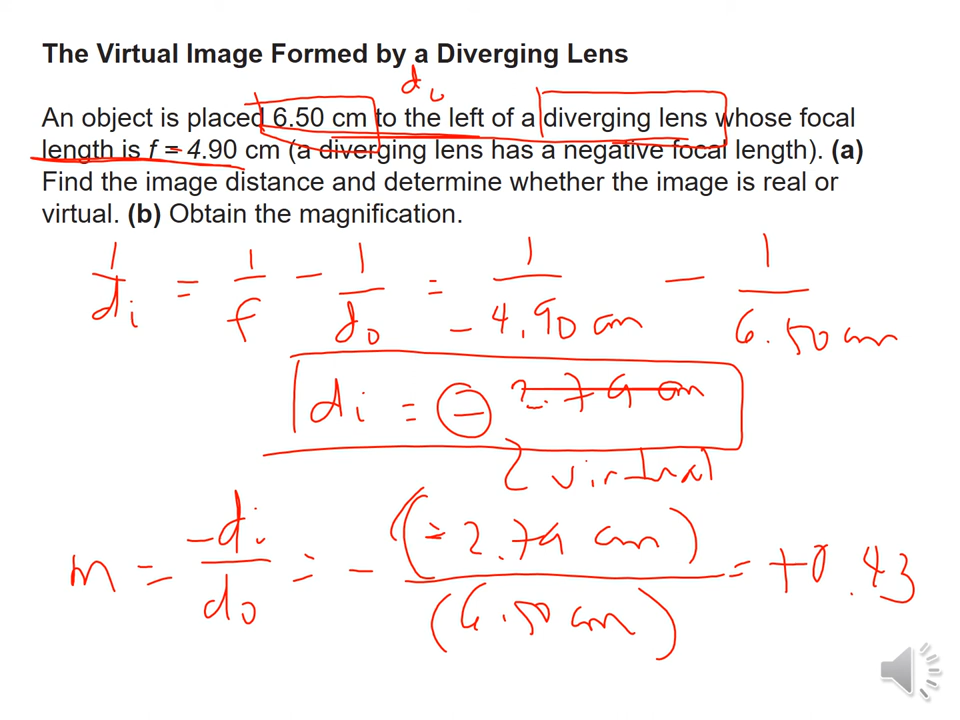 The Virtual Image Formed by a Diverging Lens
do
An object is placed 6.50 cm to the left of a diverging lens whose focal
length is f = -4.90 cm (a diverging lens has a negative focal length). (a)
Find the image distance and determine whether the image is real or
virtual. (b) Obtain the magnification.
1/di = 1/f - 1/do = 1/-4.90 cm - 1/6.50 cm
di = - 2.79 cm
virtual
m = -di/do = - (-2.79 cm)/(6.50 cm) = +0.43